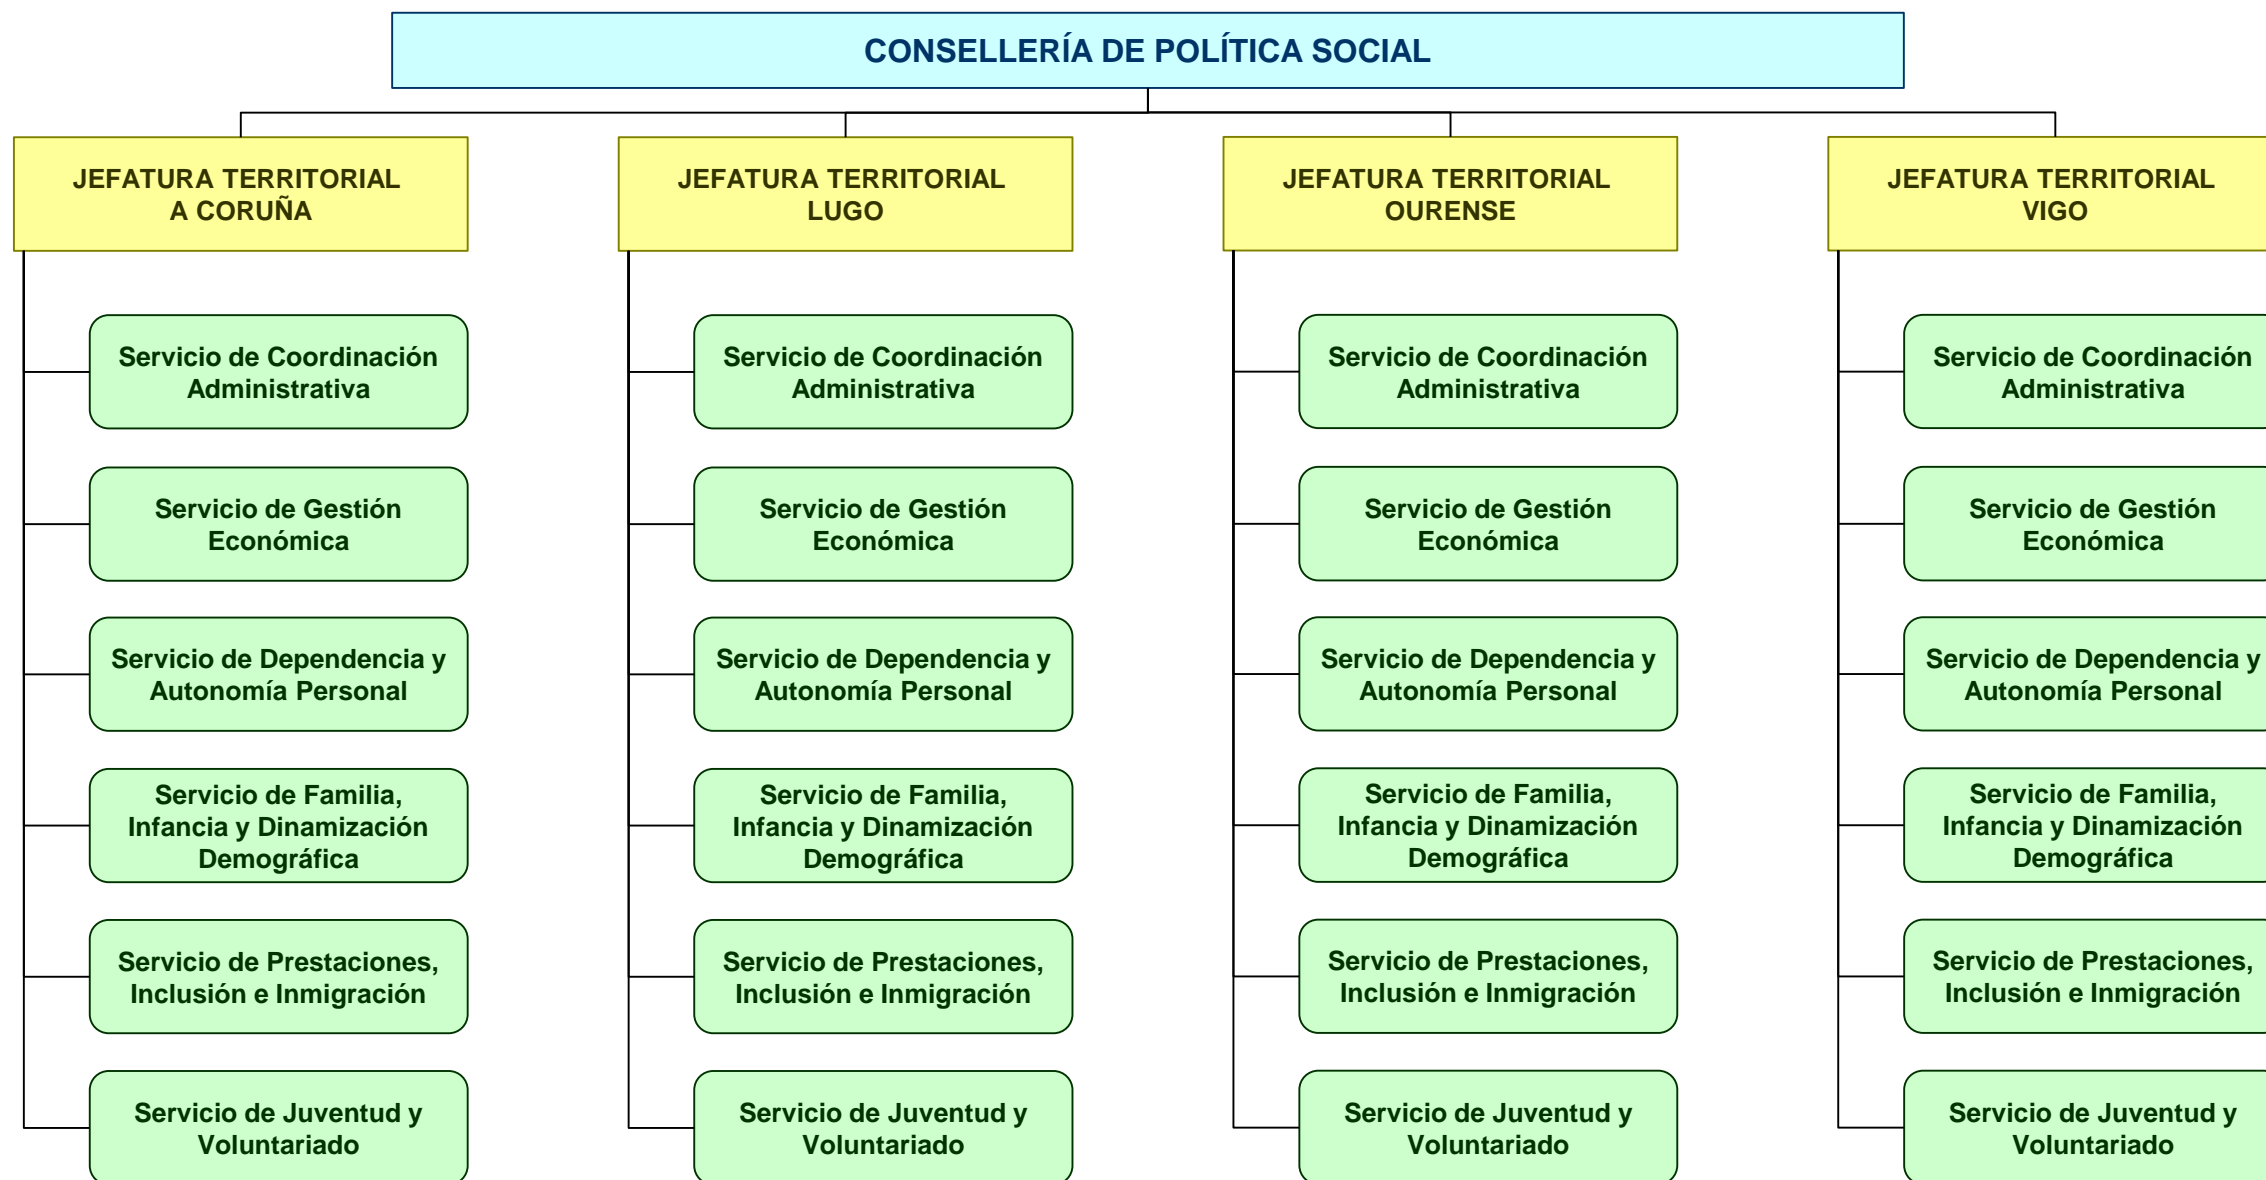 CONSELLERÍA DE POLÍTICA SOCIAL
JEFATURA TERRITORIAL
A CORUÑA
Servicio de Coordinación
Administrativa
Servicio de Gestión
Económica
Servicio de Dependencia y
Autonomía Personal
Servicio de Familia,
Infancia y Dinamización
Demográfica
Servicio de Prestaciones,
Inclusión e Inmigración
Servicio de Juventud y
Voluntariado
JEFATURA TERRITORIAL
LUGO
Servicio de Coordinación
Administrativa
Servicio de Gestión
Económica
Servicio de Dependencia y
Autonomía Personal
Servicio de Familia,
Infancia y Dinamización
Demográfica
Servicio de Prestaciones,
Inclusión e Inmigración
Servicio de Juventud y
Voluntariado
JEFATURA TERRITORIAL
OURENSE
Servicio de Coordinación
Administrativa
Servicio de Gestión
Económica
Servicio de Dependencia y
Autonomía Personal
Servicio de Familia,
Infancia y Dinamización
Demográfica
Servicio de Prestaciones,
Inclusión e Inmigración
Servicio de Juventud y
Voluntariado
JEFATURA TERRITORIAL
VIGO
Servicio de Coordinación
Administrativa
Servicio de Gestión
Económica
Servicio de Dependencia y
Autonomía Personal
Servicio de Familia,
Infancia y Dinamización
Demográfica
Servicio de Prestaciones,
Inclusión e Inmigración
Servicio de Juventud y
Voluntariado